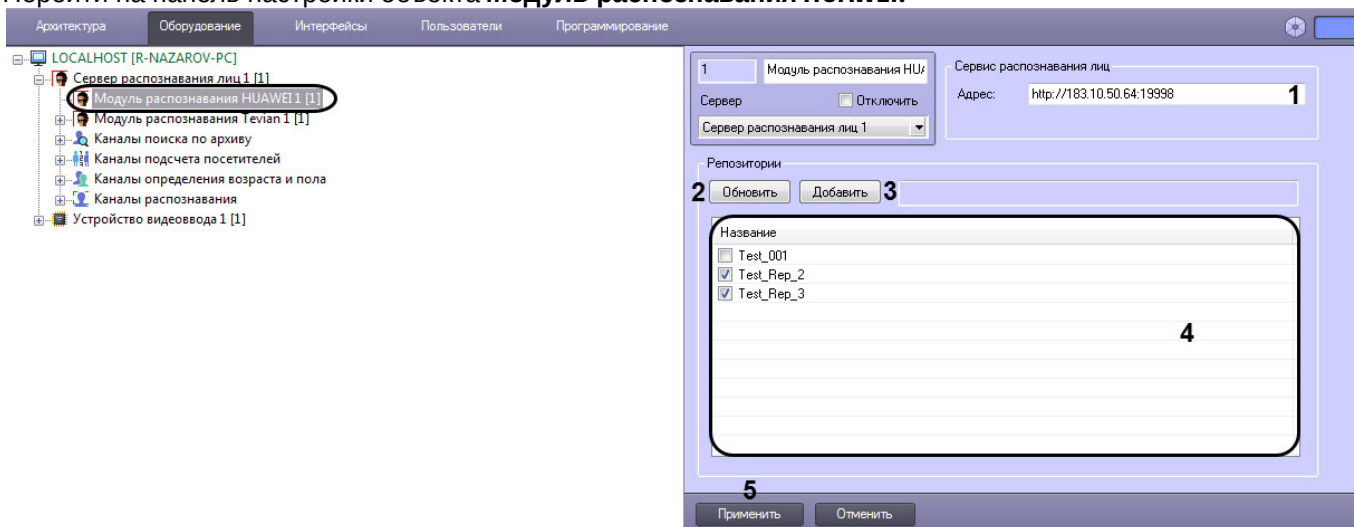 Перейти на панель настройки объекта Модуль распознавания HUAWEI.
Архитектура Оборудование Интерфейсы Пользователи Программирование
LOCALHOST [R-NAZAROV-PC]
Сервер распознавания лиц 1 [1]
Модуль распознавания HUAWEI 1 [1]
Модуль распознавания Tevian 1 [1]
Каналы поиска по архиву
Каналы подсчета посетителей
Каналы определения возраста и пола
Каналы распознавания
Устройство видеоввода 1 [1]
1 Модуль распознавания HUA
Сервер Отключить
Сервер распознавания лиц 1
Сервис распознавания лиц
Адрес: http://183.10.50.64:19998 1
Репозитории
2 Обновить Добавить 3
Название
Test_001
Test_Rep_2
Test_Rep_3
4
5
Применить Отменить